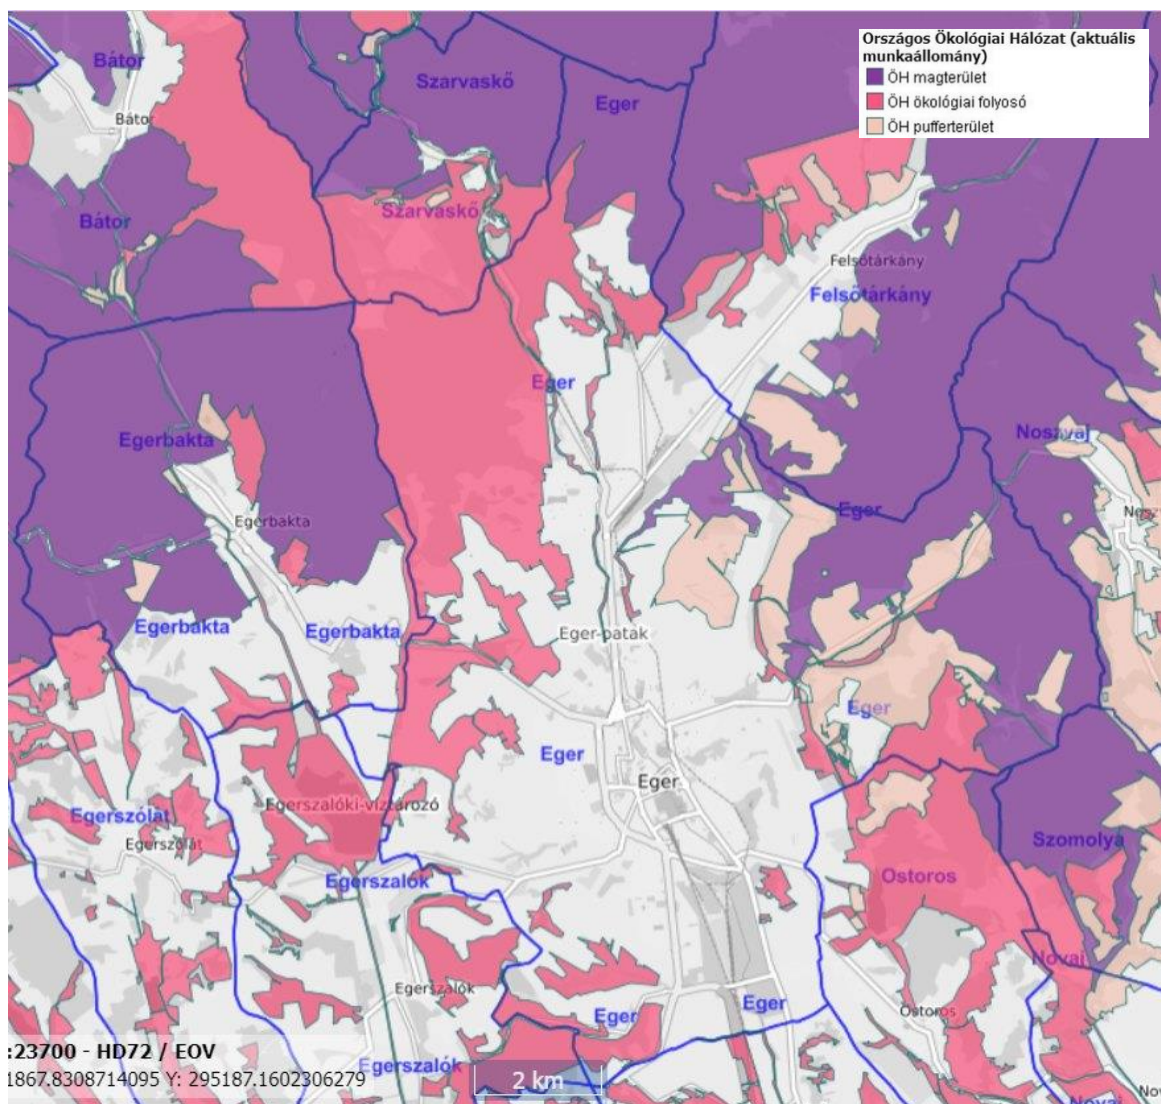 Országos Ökológiai Hálózat (aktuális
munkaállomány)
ÖH magterület
ÖH ökológiai folyosó
ÖH pufferterület
Bátor
Szarvaskő
Eger
Bátor
Bátor
Szarvaskő
Felsőtárkány
Felsőtárkány
Eger
Egerbakta
Noszvaj
Eger
Egerbakta
Egerbakta
Egerbakta
Eger-patak
Eger
Eger
Eger
Egerszalóki-víztározó
Egerszólát
Egerszólát
Szomolya
Ostoros
Egerszalók
Novaj
Egerszalók
Eger
Eger
Ostoros
:23700 - HD72 / EOV
Egerszalók
1867.8308714095 Y: 295187.1602306279
2 km
Novaj